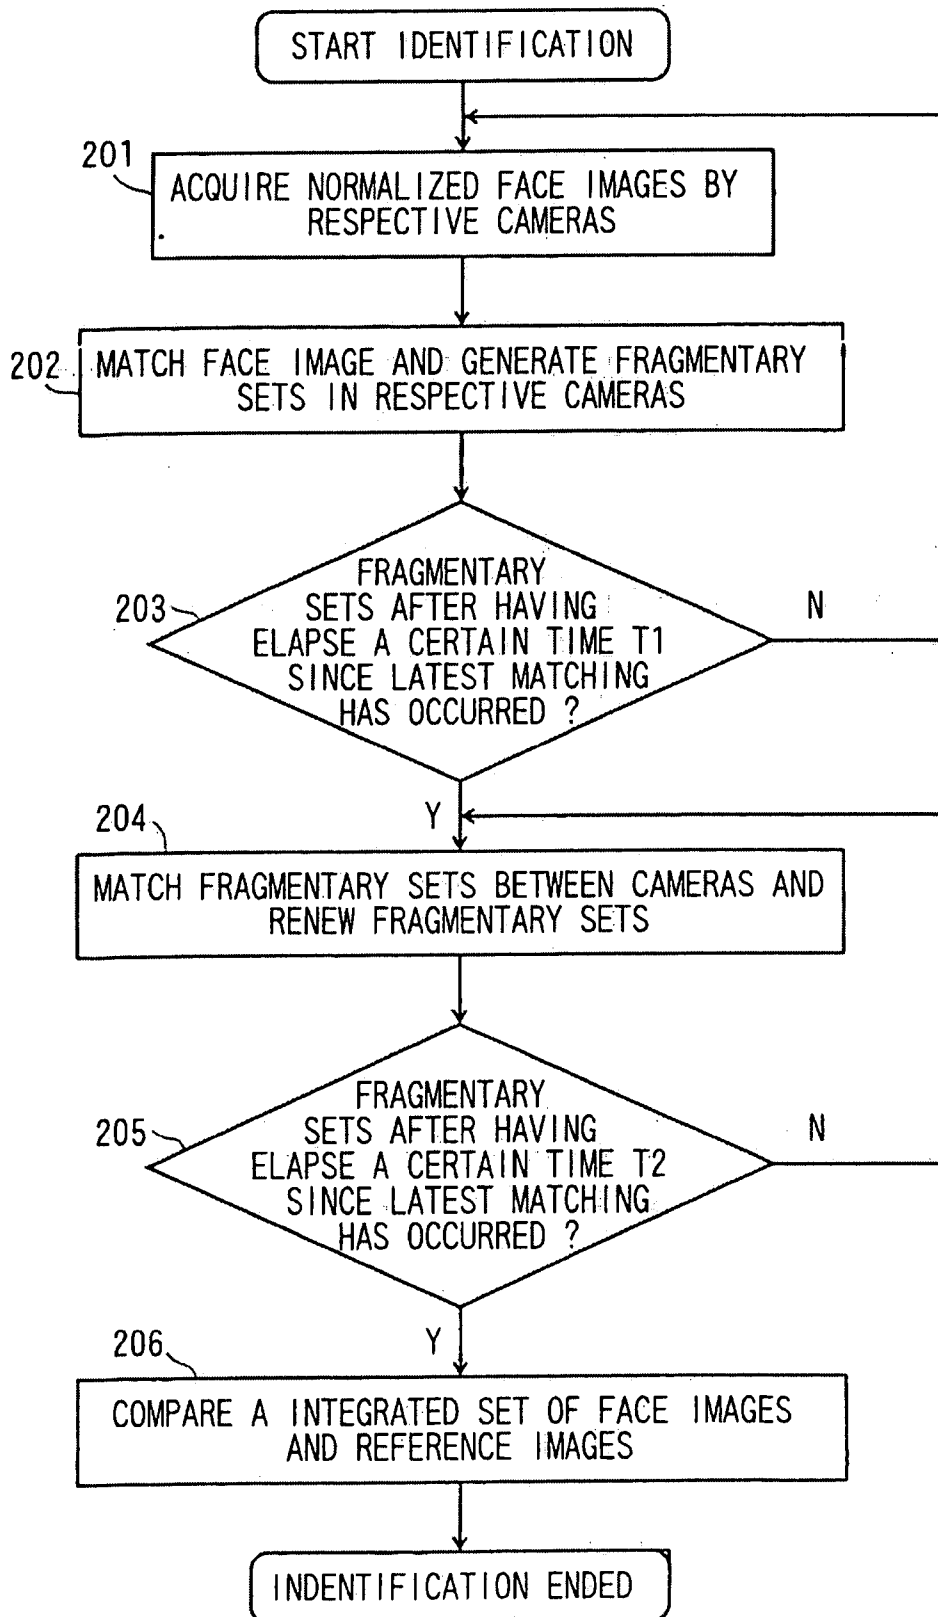 START IDENTIFICATION
201
ACQUIRE NORMALIZED FACE IMAGES BY
RESPECTIVE CAMERAS
202
MATCH FACE IMAGE AND GENERATE FRAGMENTARY
SETS IN RESPECTIVE CAMERAS
203
FRAGMENTARY
SETS AFTER HAVING
ELAPSE A CERTAIN TIME T1
SINCE LATEST MATCHING
HAS OCCURRED ?
N
Y
204
MATCH FRAGMENTARY SETS BETWEEN CAMERAS AND
RENEW FRAGMENTARY SETS
205
FRAGMENTARY
SETS AFTER HAVING
ELAPSE A CERTAIN TIME T2
SINCE LATEST MATCHING
HAS OCCURRED ?
N
Y
206
COMPARE A INTEGRATED SET OF FACE IMAGES
AND REFERENCE IMAGES
INDENTIFICATION ENDED